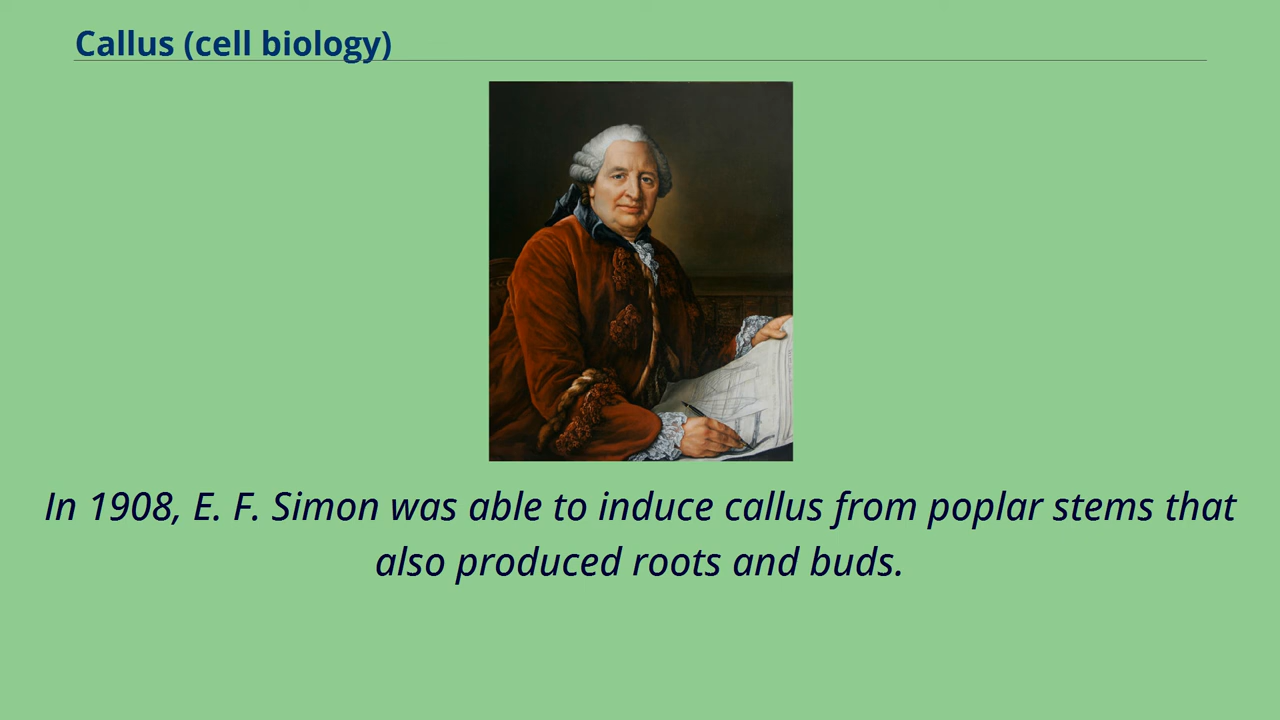 Callus (cell biology)
In 1908, E. F. Simon was able to induce callus from poplar stems that
also produced roots and buds.